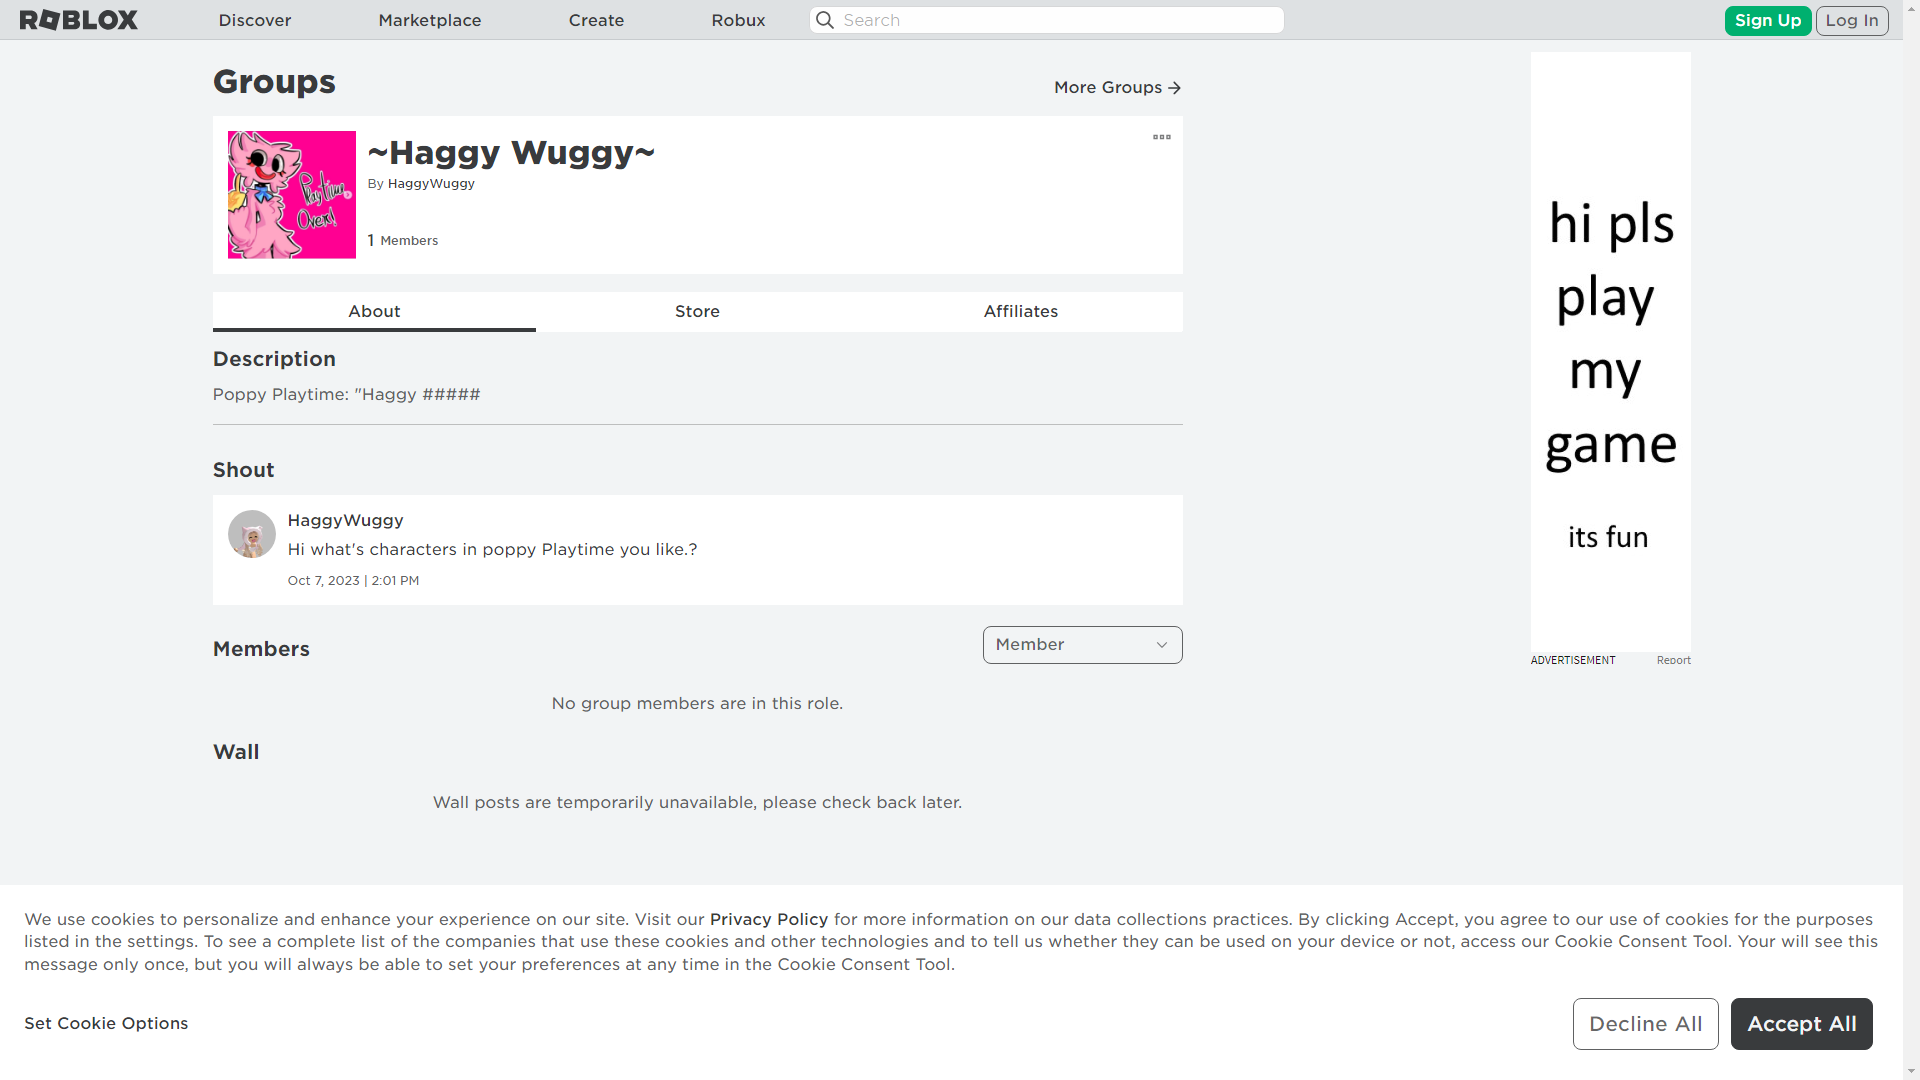 ROBLOX
Discover
Marketplace
Create
Robux
Search
Sign Up
Log In
Groups
More Groups
~Haggy Wuggy~
By HaggyWuggy
1 Members
Playtime
Over!
About
Store
Affiliates
Description
Poppy Playtime: "Haggy #####
Shout
HaggyWuggy
Hi what's characters in poppy Playtime you like.?
Oct 7, 2023 | 2:01 PM
Members
Member
No group members are in this role.
Wall
Wall posts are temporarily unavailable, please check back later.
hi pls
play
my
game
its fun
ADVERTISEMENT
Report
We use cookies to personalize and enhance your experience on our site. Visit our Privacy Policy for more information on our data collections practices. By clicking Accept, you agree to our use of cookies for the purposes
listed in the settings. To see a complete list of the companies that use these cookies and other technologies and to tell us whether they can be used on your device or not, access our Cookie Consent Tool. Your will see this
message only once, but you will always be able to set your preferences at any time in the Cookie Consent Tool.
Set Cookie Options
Decline All
Accept All